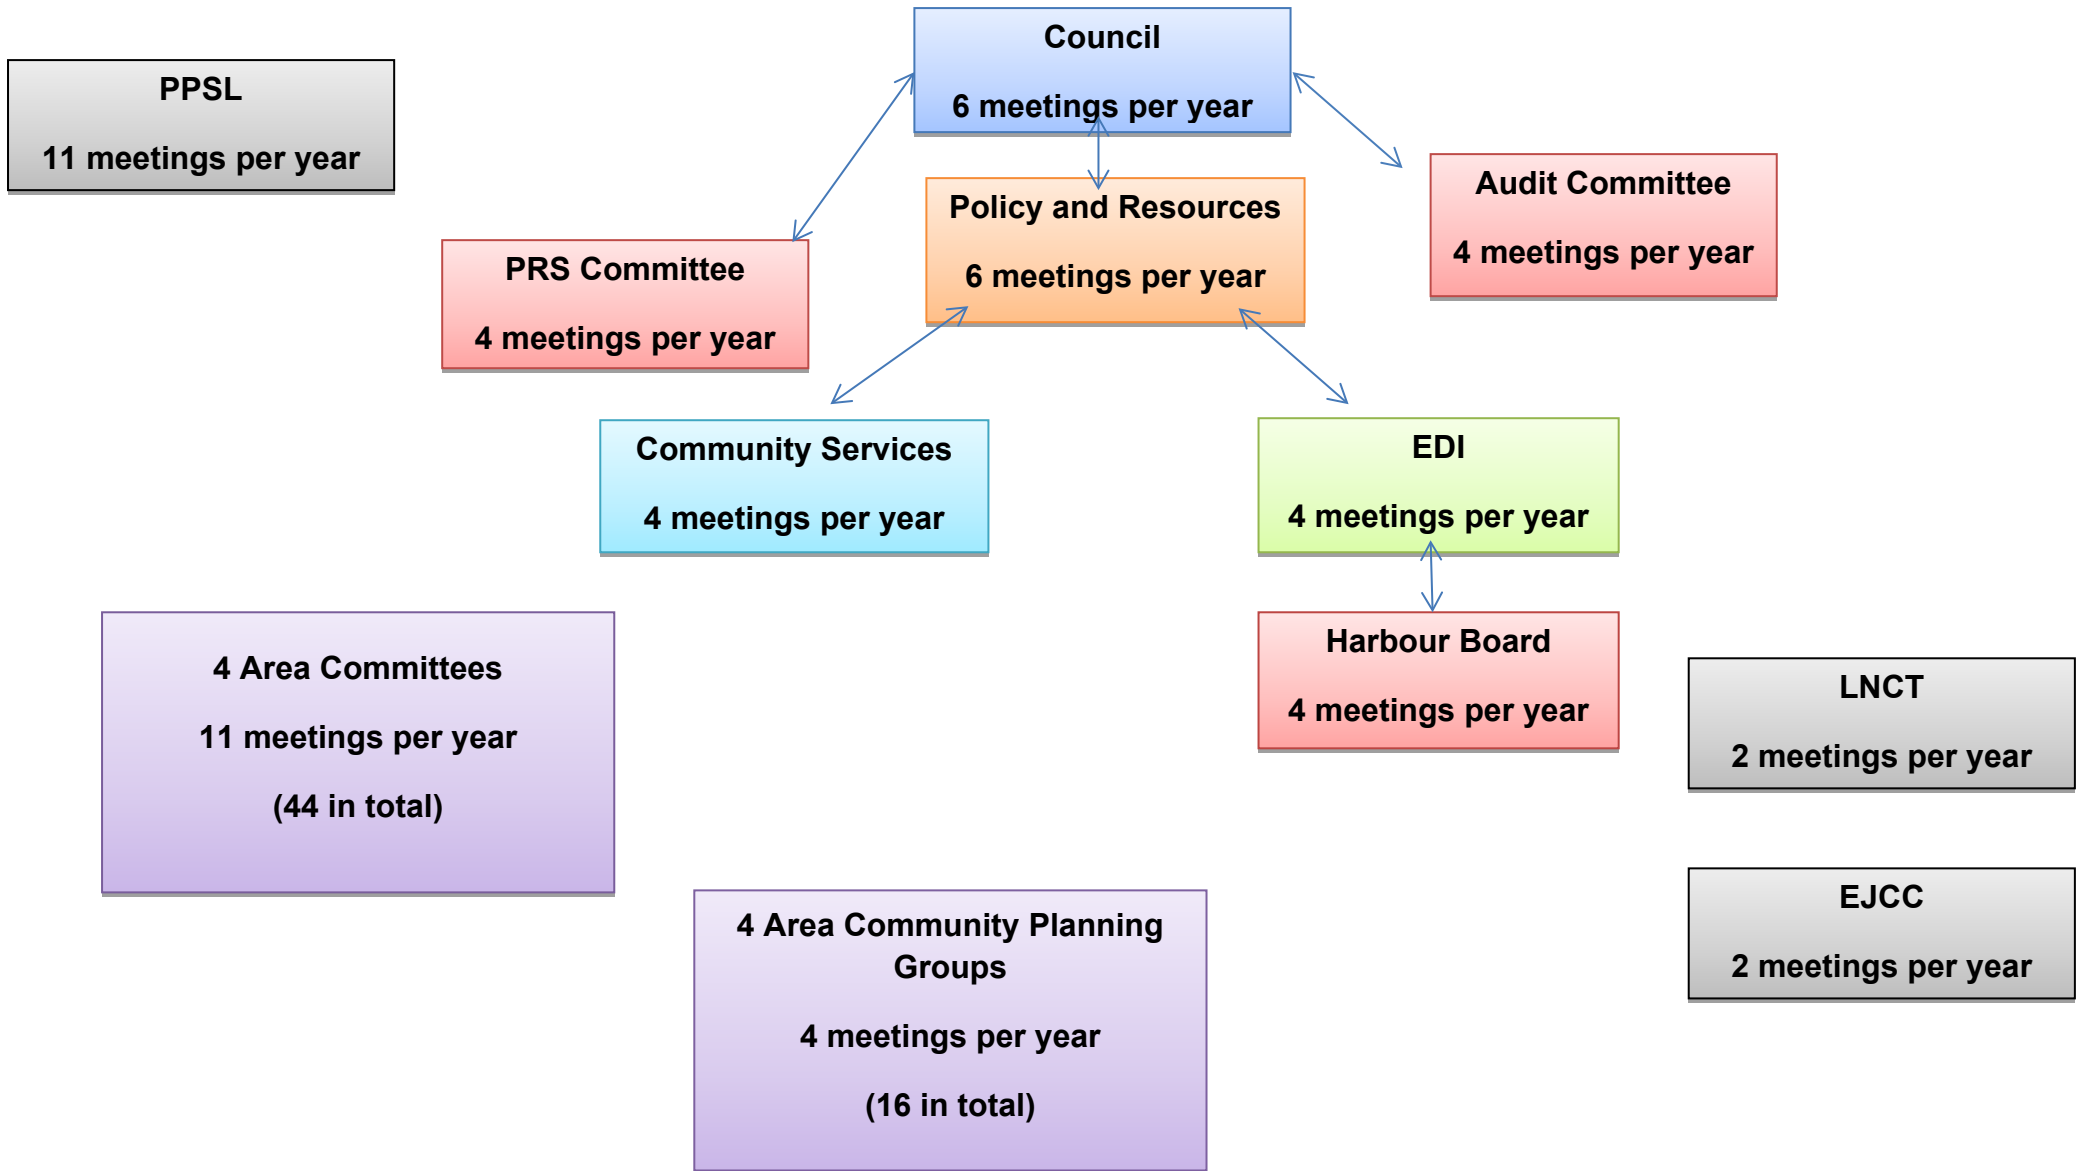 Council
6 meetings per year
PPSL
11 meetings per year
Audit Committee
4 meetings per year
Policy and Resources
6 meetings per year
PRS Committee
4 meetings per year
Community Services
4 meetings per year
EDI
4 meetings per year
4 Area Committees
11 meetings per year
(44 in total)
Harbour Board
4 meetings per year
LNCT
2 meetings per year
EJCC
2 meetings per year
4 Area Community Planning
Groups
4 meetings per year
(16 in total)